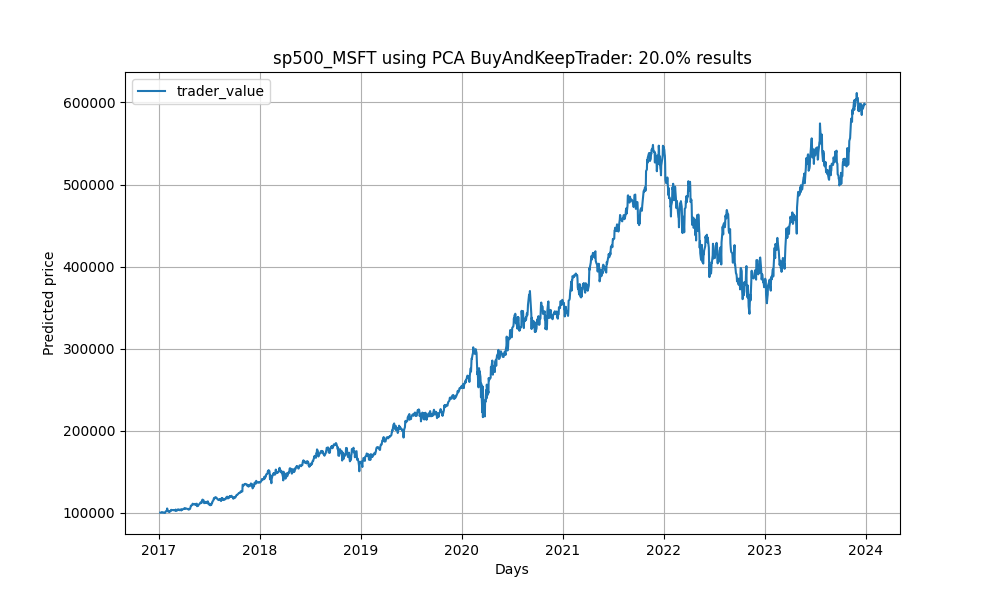 sp500_MSFT using PCA BuyAndKeepTrader: 20.0% results
trader_value
600000
500000
400000
300000
200000
100000
Predicted price
2017 2018 2019 2020 2021 2022 2023 2024
Days